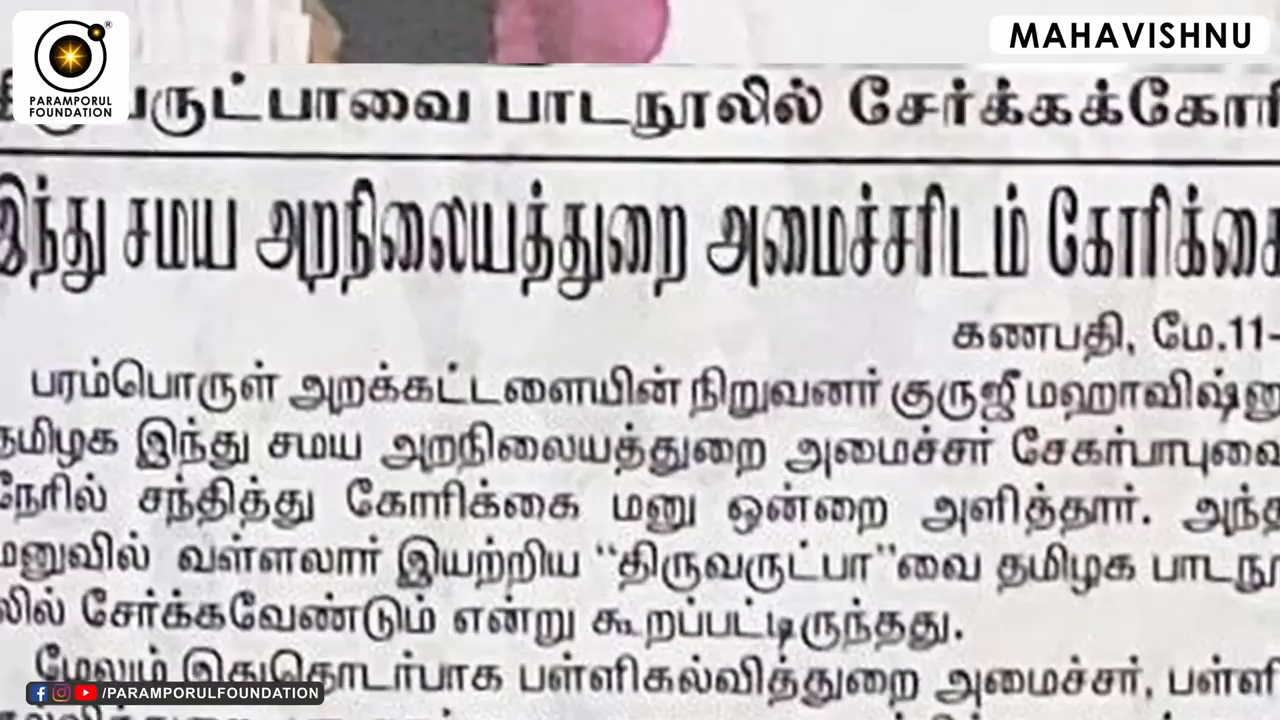 PARAMPORUL
FOUNDATION
MAHAVISHNU
பாடநூலில் சேர்க்கக்கோரி
இந்து சமய அறநிலையத்துறை அமைச்சரிடம் கோரிக்கை
கணபதி, மே.11-
பரம்பொருள் அறக்கட்டளையின் நிறுவனர் குருஜீ மஹாவிஷ்ணு
தமிழக இந்து சமய அறநிலையத்துறை அமைச்சர் சேகர்பாபுவை
நேரில் சந்தித்து கோரிக்கை மனு ஒன்றை அளித்தார். அந்த
மனுவில் வள்ளலார் இயற்றிய "திருவருட்பா"வை தமிழக பாடநூ
லில் சேர்க்கவேண்டும் என்று கூறப்பட்டிருந்தது.
மேலும் இதுதொடர்பாக பள்ளிகல்வித்துறை அமைச்சர், பள்ளி
/PARAMPORULFOUNDATION